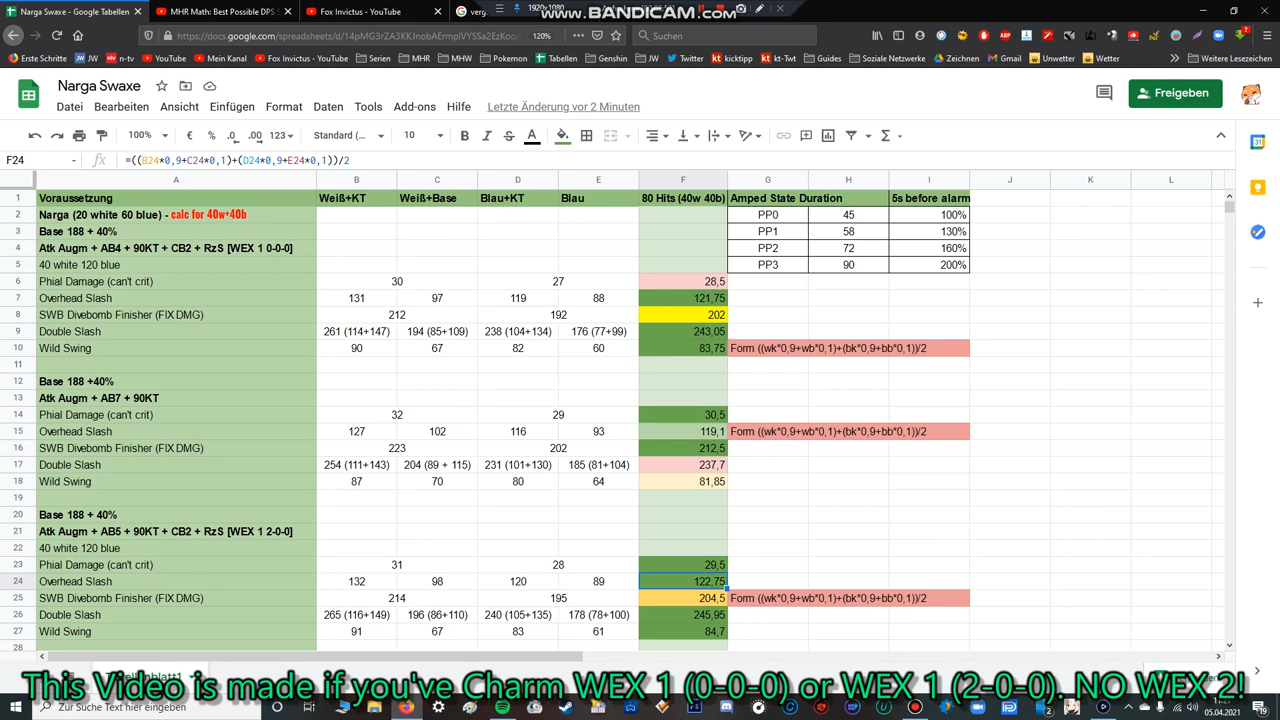 Narga Swaxe - Google Tabellen
MHR Math: Best Possible DPS S
Fox Invictus - YouTube
verg
1920x1080
www.BANDICAM.com
https://docs.google.com/spreadsheets/d/14pMG3rZA3KJnobAErmplVYSSa2EzKoq
120%
Suchen
Erste Schritte
n-tv
YouTube
Mein Kanal
Fox Invictus - YouTube
Serien
MHR
MHW
Pokemon
Tabellen
Genshin
LJW
Twitter
kicktipp
kt-Twt
Guides
Soziale Netzwerke
Zeichnen
Gmail
Unwetter
Wetter
Weitere Lesezeichen
Narga Swaxe
Datei Bearbeiten Ansicht Einfügen Format Daten Tools Add-ons Hilfe Letzte Änderung vor 2 Minuten
Freigeben
100% € % .0 .00 123 Standard (... 10
F24 =((B24*0,9+C24*0,1)+(D24*0,9+E24*0,1))/2
A B C D E F G H I J K L
1 Voraussetzung Weiß+KT Weiß+Base Blau+KT Blau 80 Hits (40w 40b) Amped State Duration 5s before alarm
2 Narga (20 white 60 blue) - calc for 40w+40b PP0 45 100%
3 Base 188 + 40% PP1 58 130%
4 Atk Augm + AB4 + 90KT + CB2 + RzS [WEX 1 0-0-0] PP2 72 160%
5 40 white 120 blue PP3 90 200%
6 Phial Damage (can't crit) 30 27 28,5
7 Overhead Slash 131 97 119 88 121,75
8 SWB Divebomb Finisher (FIX DMG) 212 192 202
9 Double Slash 261 (114+147) 194 (85+109) 238 (104+134) 176 (77+99) 243,05
10 Wild Swing 90 67 82 60 83,75 Form ((wk*0,9+wb*0,1)+(bk*0,9+bb*0,1))/2
11
12 Base 188 +40%
13 Atk Augm + AB7 + 90KT
14 Phial Damage (can't crit) 32 29 30,5
15 Overhead Slash 127 102 116 93 119,1 Form ((wk*0,9+wb*0,1)+(bk*0,9+bb*0,1))/2
16 SWB Divebomb Finisher (FIX DMG) 223 202 212,5
17 Double Slash 254 (111+143) 204 (89 + 115) 231 (101+130) 185 (81+104) 237,7
18 Wild Swing 87 70 80 64 81,85
19
20 Base 188 + 40%
21 Atk Augm + AB5 + 90KT + CB2 + RzS [WEX 1 2-0-0]
22 40 white 120 blue
23 Phial Damage (can't crit) 31 28 29,5
24 Overhead Slash 132 98 120 89 122,75
25 SWB Divebomb Finisher (FIX DMG) 214 195 204,5 Form ((wk*0,9+wb*0,1)+(bk*0,9+bb*0,1))/2
26 Double Slash 265 (116+149) 196 (86+110) 240 (105+135) 178 (78+100) 245,95
27 Wild Swing 91 67 83 61 84,7
28
This Video is made if you've Charm WEX 1 (0-0-0) or WEX 1 (2-0-0). NO WEX 2!
Zur Suche Text hier eingeben
05.04.2021